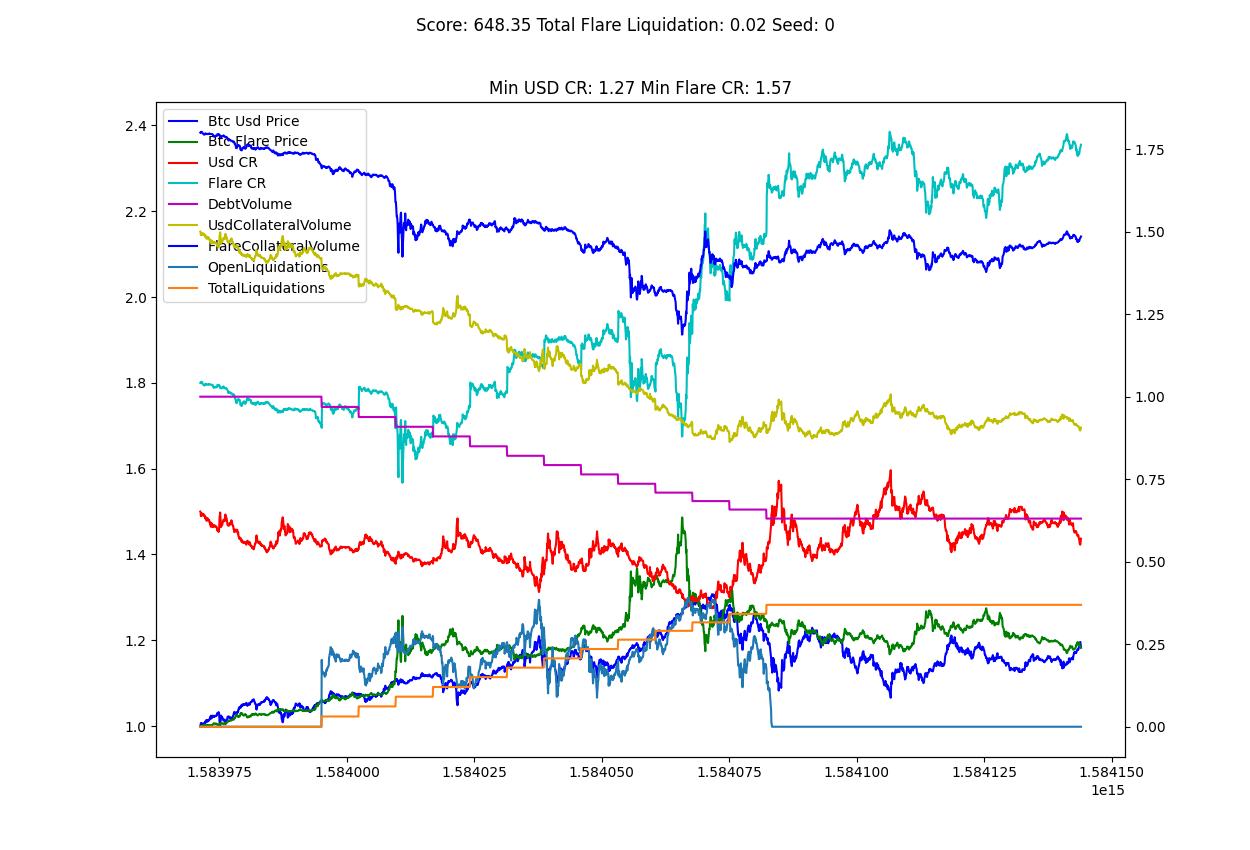 Score: 648.35 Total Flare Liquidation: 0.02 Seed: 0
Min USD CR: 1.27 Min Flare CR: 1.57
Btc Usd Price
Btc Flare Price
Usd CR
Flare CR
DebtVolume
UsdCollateralVolume
FlareCollateralVolume
OpenLiquidations
TotalLiquidations
2.4
2.2
2.0
1.8
1.6
1.4
1.2
1.0
1.75
1.50
1.25
1.00
0.75
0.50
0.25
0.00
1.583975 1.584000 1.584025 1.584050 1.584075 1.584100 1.584125 1.584150
1e15